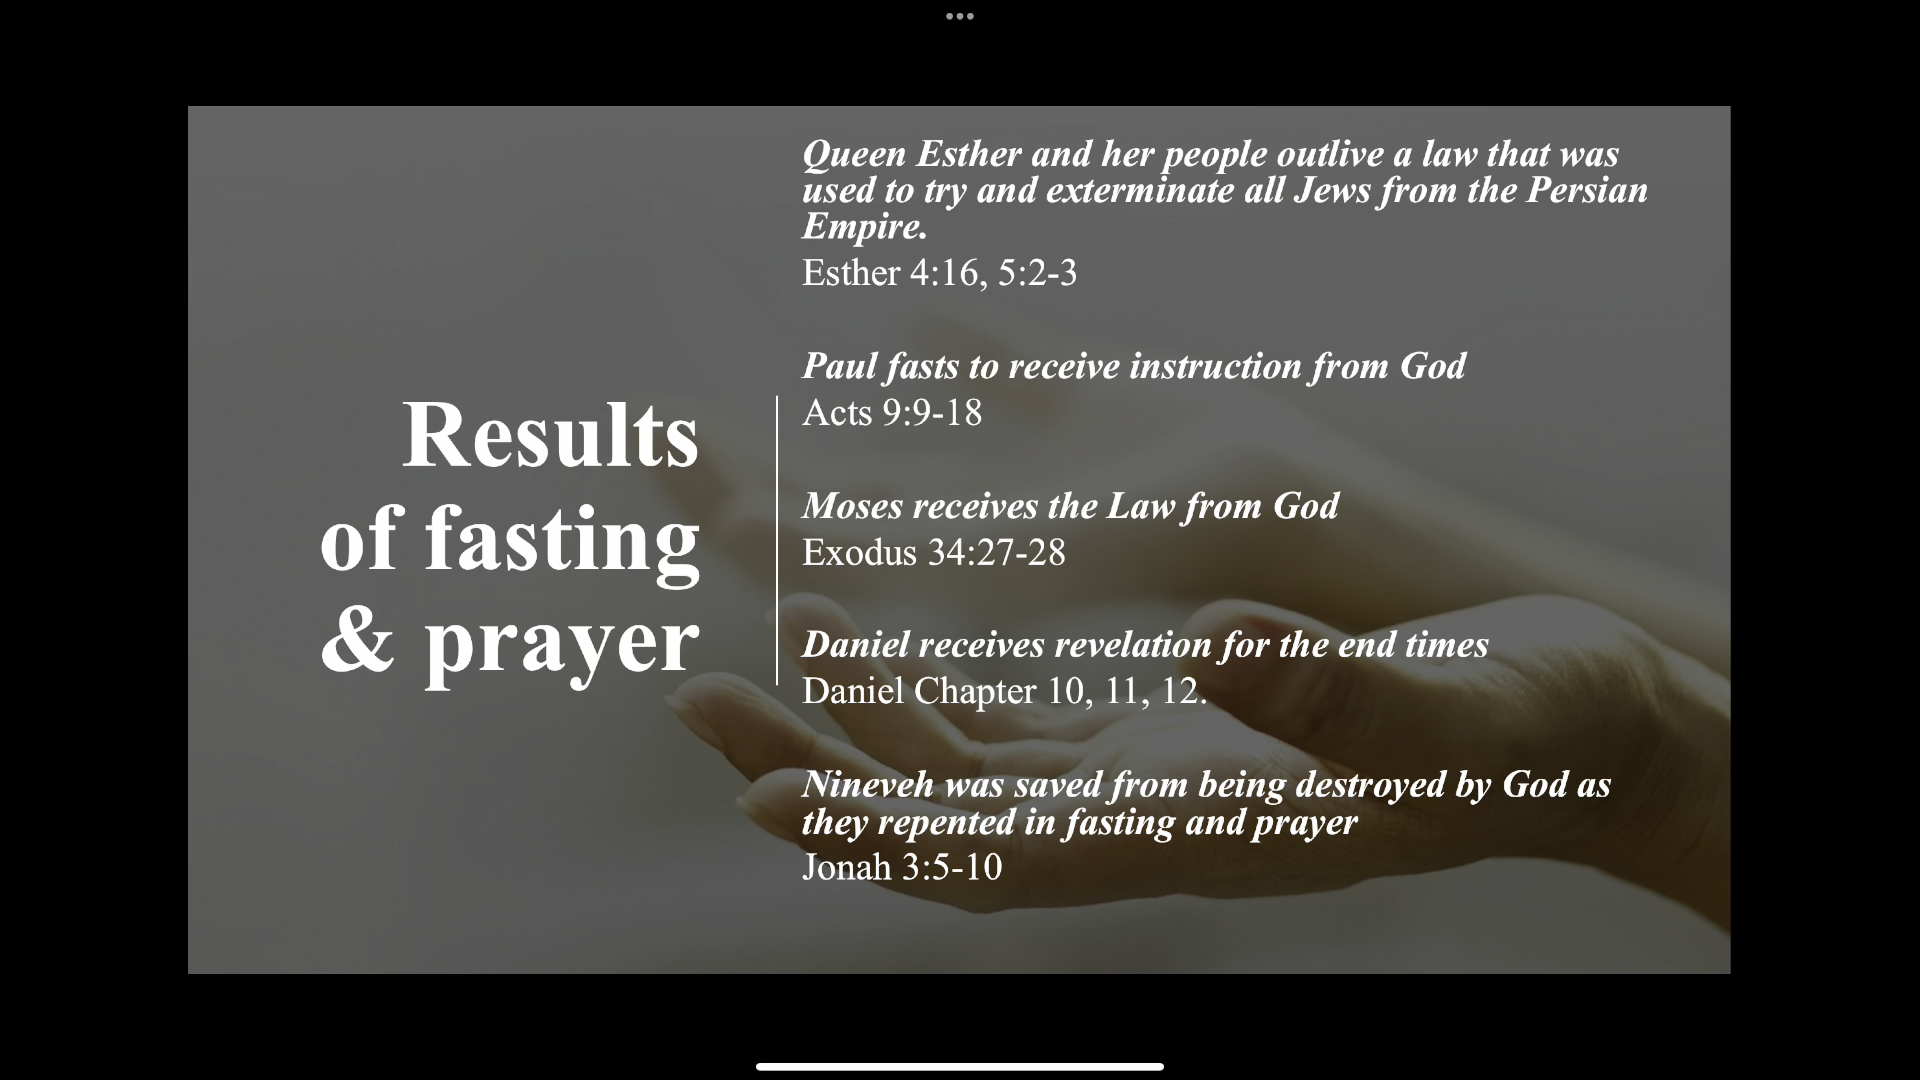 Results
of fasting
& prayer
Queen Esther and her people outlive a law that was
used to try and exterminate all Jews from the Persian
Empire.
Esther 4:16, 5:2-3
Paul fasts to receive instruction from God
Acts 9:9-18
Moses receives the Law from God
Exodus 34:27-28
Daniel receives revelation for the end times
Daniel Chapter 10, 11, 12.
Nineveh was saved from being destroyed by God as
they repented in fasting and prayer
Jonah 3:5-10